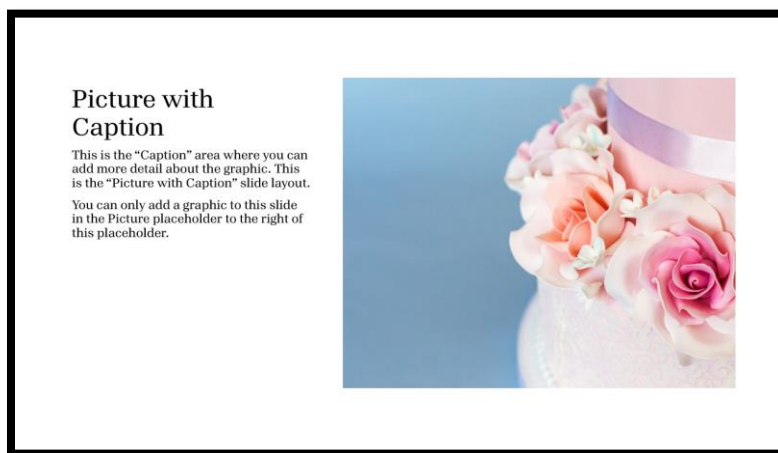 Picture with
Caption
This is the “Caption” area where you can
add more detail about the graphic. This
is the “Picture with Caption” slide layout.
You can only add a graphic to this slide
in the Picture placeholder to the right of
this placeholder.